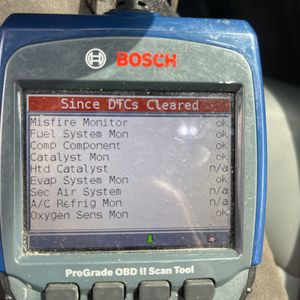 BOSCH
Since DTCs Cleared
Misfire Monitor ok
Fuel System Mon ok
Comp Component ok
Catalyst Mon ok
Htd Catalyst n/a
Evap System Mon ok
Sec Air System n/a
A/C Refrig Mon n/a
Oxygen Sens Mon ok
ProGrade OBD II Scan Tool